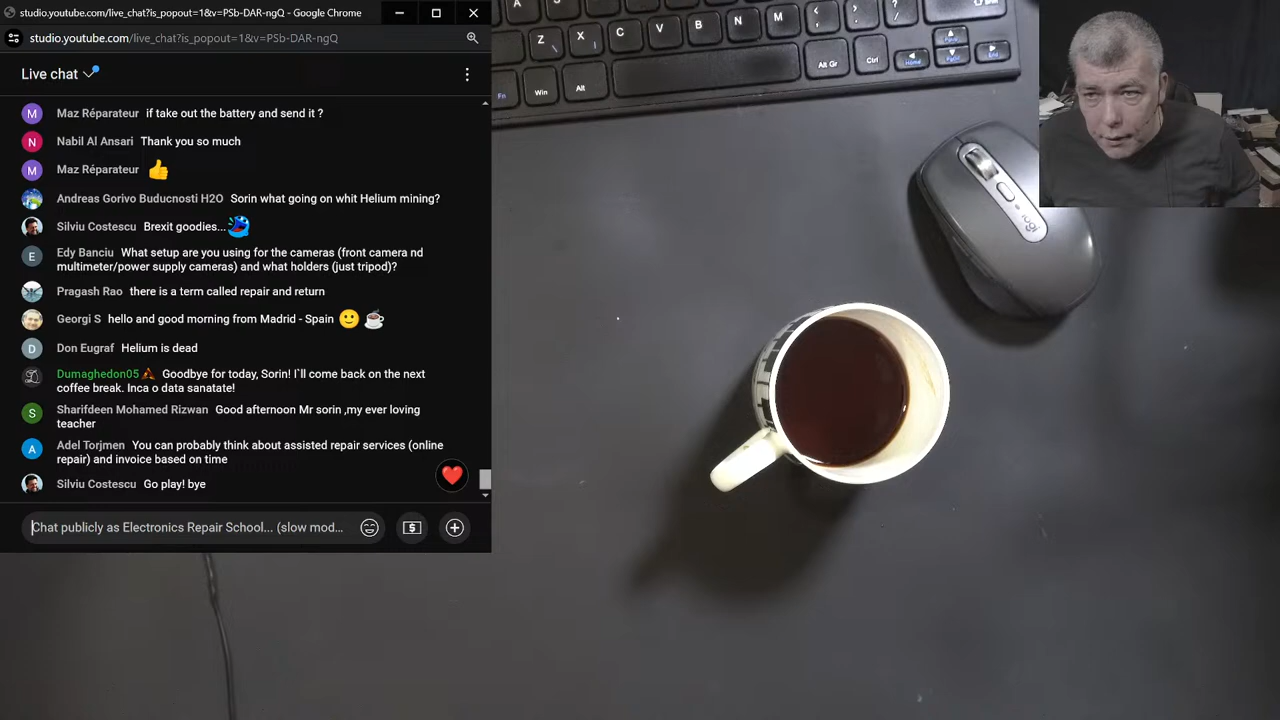 studio.youtube.com/live_chat?is_popout=1&v=PSb-DAR-ngQ - Google Chrome
studio.youtube.com/live_chat?is_popout=1&v=PSb-DAR-ngQ
Live chat
M Maz Réparateur if take out the battery and send it ?
N Nabil Al Ansari Thank you so much
M Maz Réparateur 👍
Andreas Gorivo Buducnosti H2O Sorin what going on whit Helium mining?
Silviu Costescu Brexit goodies...
E Edy Banciu What setup are you using for the cameras (front camera nd
multimeter/power supply cameras) and what holders (just tripod)?
Pragash Rao there is a term called repair and return
Georgi S hello and good morning from Madrid - Spain 🙂 ☕
D Don Eugraf Helium is dead
Dumaghedon05 Goodbye for today, Sorin! I`ll come back on the next
coffee break. Inca o data sanatate!
S Sharifdeen Mohamed Rizwan Good afternoon Mr sorin ,my ever loving
teacher
A Adel Torjmen You can probably think about assisted repair services (online
repair) and invoice based on time
Silviu Costescu Go play! bye
Chat publicly as Electronics Repair School... (slow mod...
A
Z X C V B N M
Fn Win Alt Alt Gr Ctrl Home PgDn End
logi